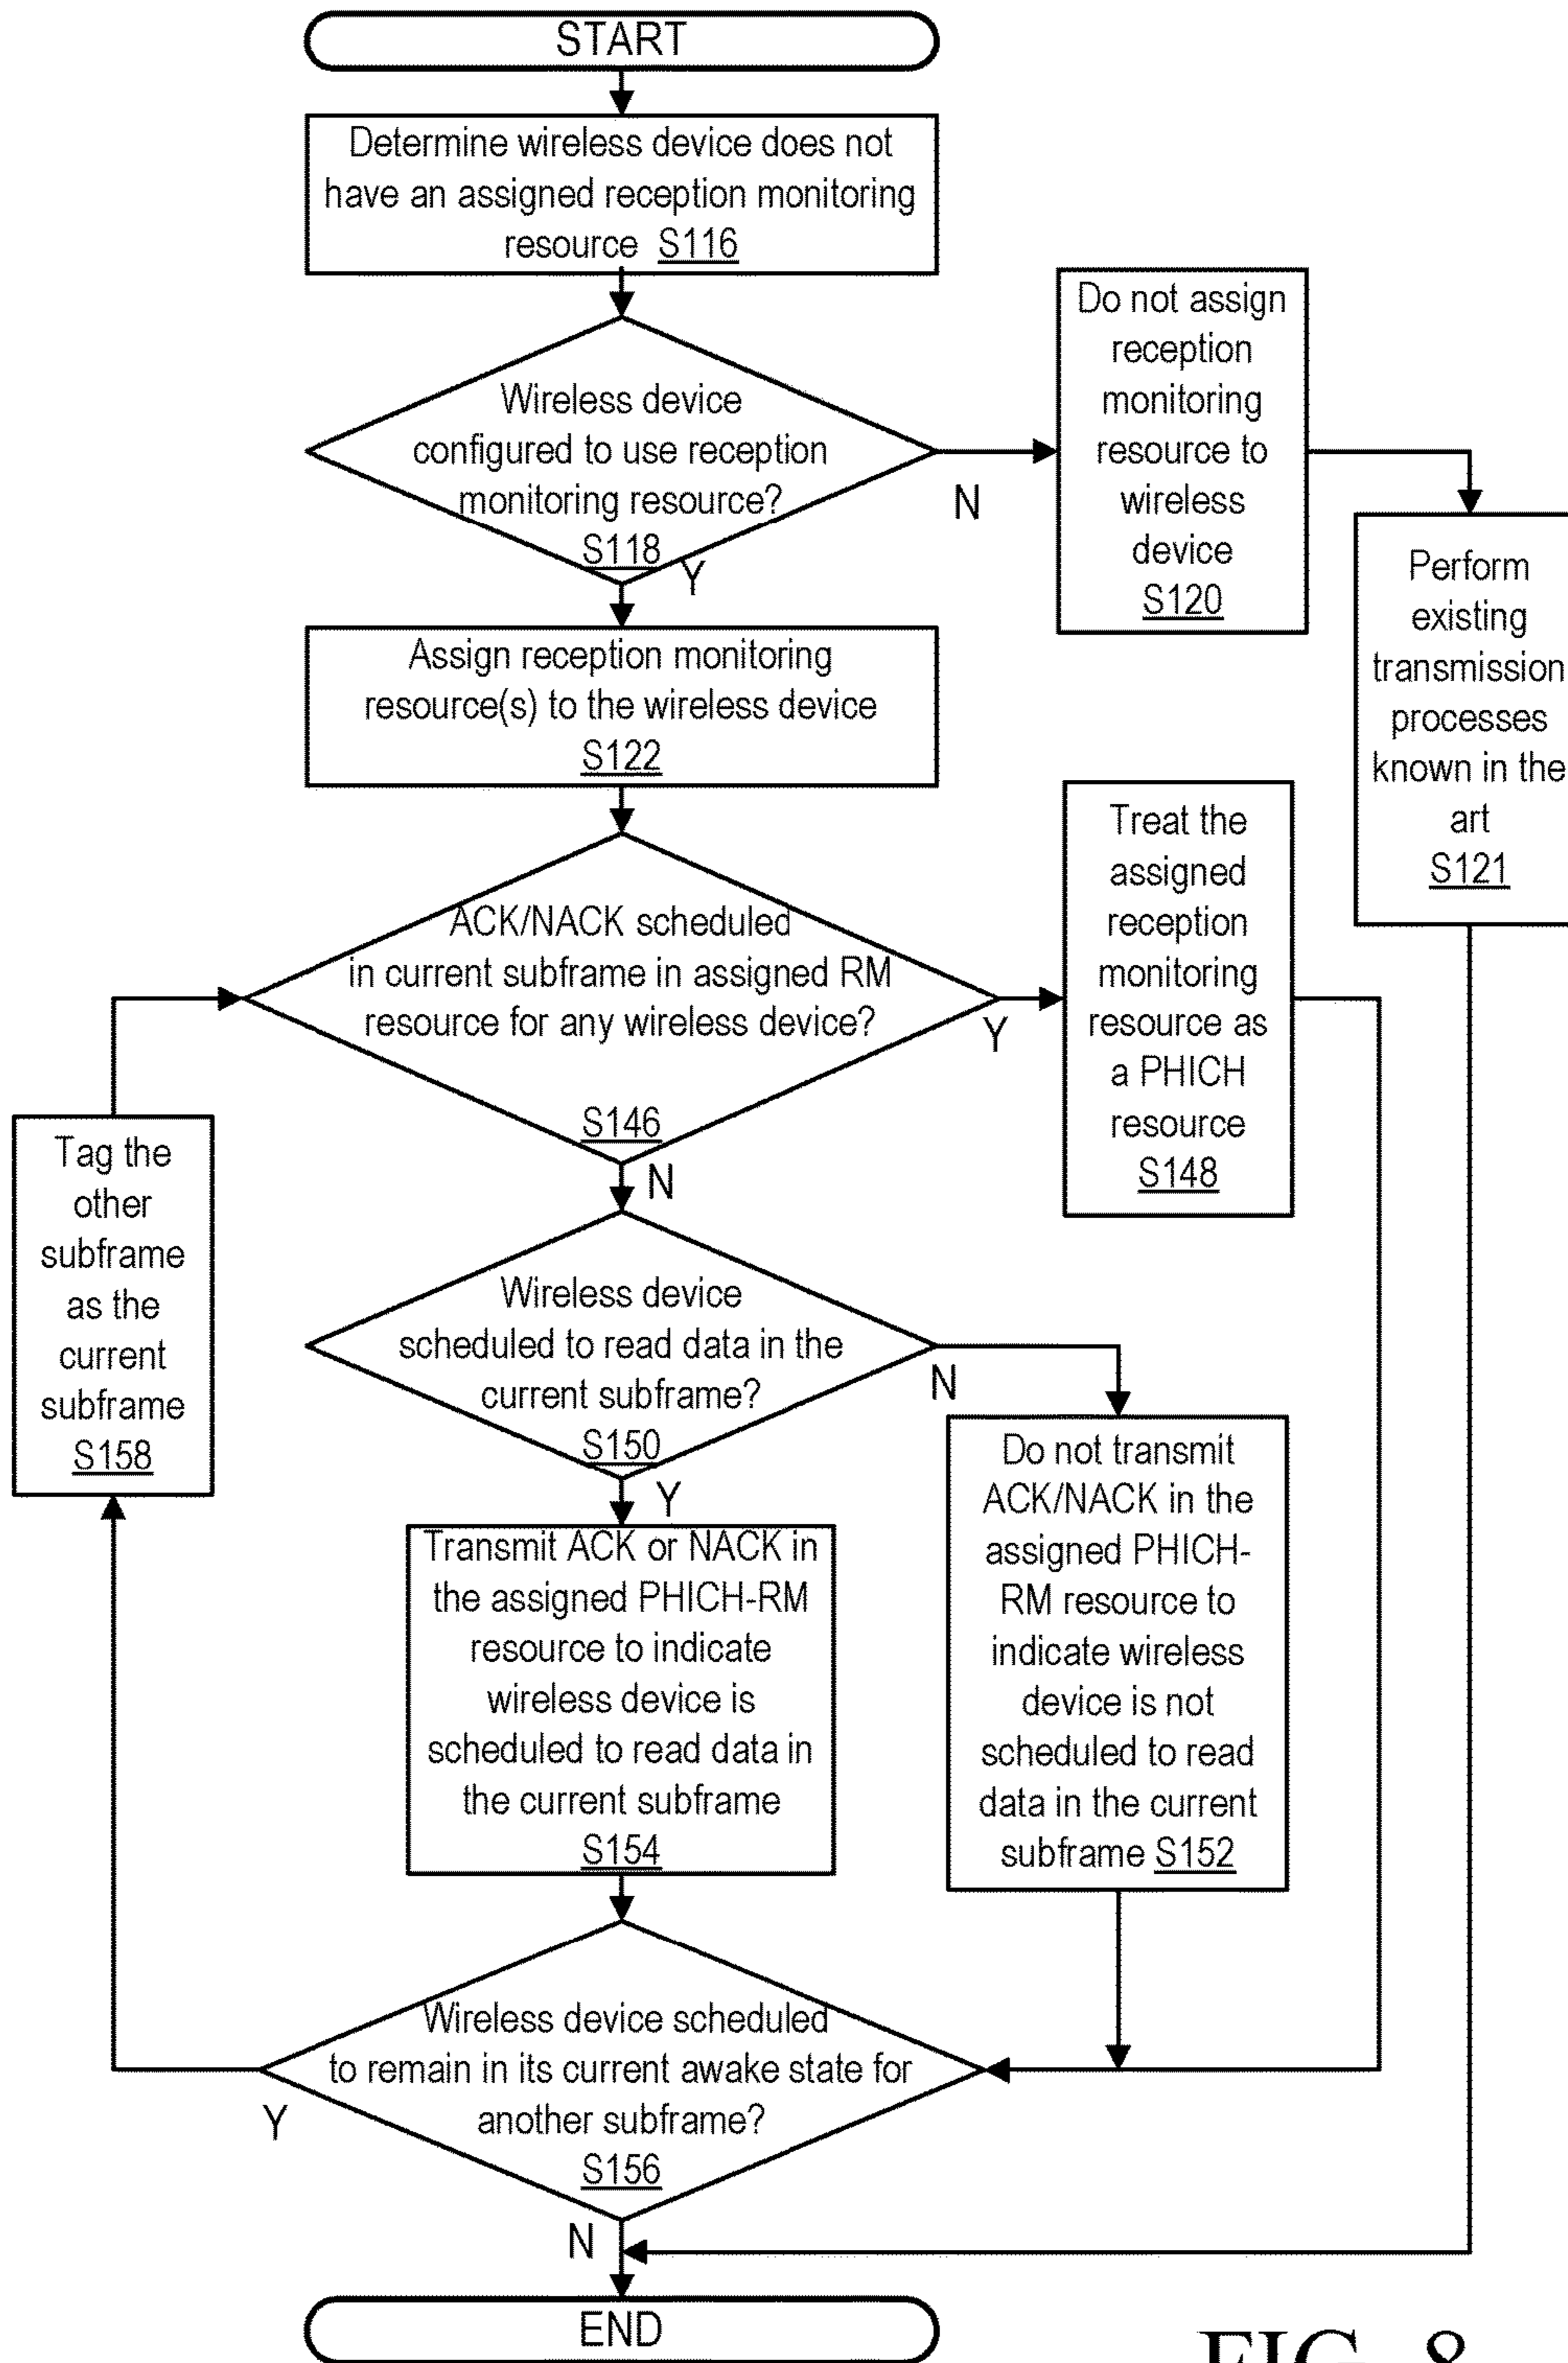 START
Determine wireless device does not
have an assigned reception monitoring
resource S116
Wireless device
configured to use reception
monitoring resource?
S118
Y
N
Do not assign
reception
monitoring
resource to
wireless
device
S120
Perform
existing
transmission
processes
known in the
art
S121
Assign reception monitoring
resource(s) to the wireless device
S122
ACK/NACK scheduled
in current subframe in assigned RM
resource for any wireless device?
S146
Y
N
Treat the
assigned
reception
monitoring
resource as
a PHICH
resource
S148
Tag the
other
subframe
as the
current
subframe
S158
Wireless device
scheduled to read data in the
current subframe?
S150
Y
N
Transmit ACK or NACK in
the assigned PHICH-RM
resource to indicate
wireless device is
scheduled to read data in
the current subframe
S154
Do not transmit
ACK/NACK in the
assigned PHICH-
RM resource to
indicate wireless
device is not
scheduled to read
data in the current
subframe S152
Wireless device scheduled
to remain in its current awake state for
another subframe?
S156
Y
N
END
FIG. 8